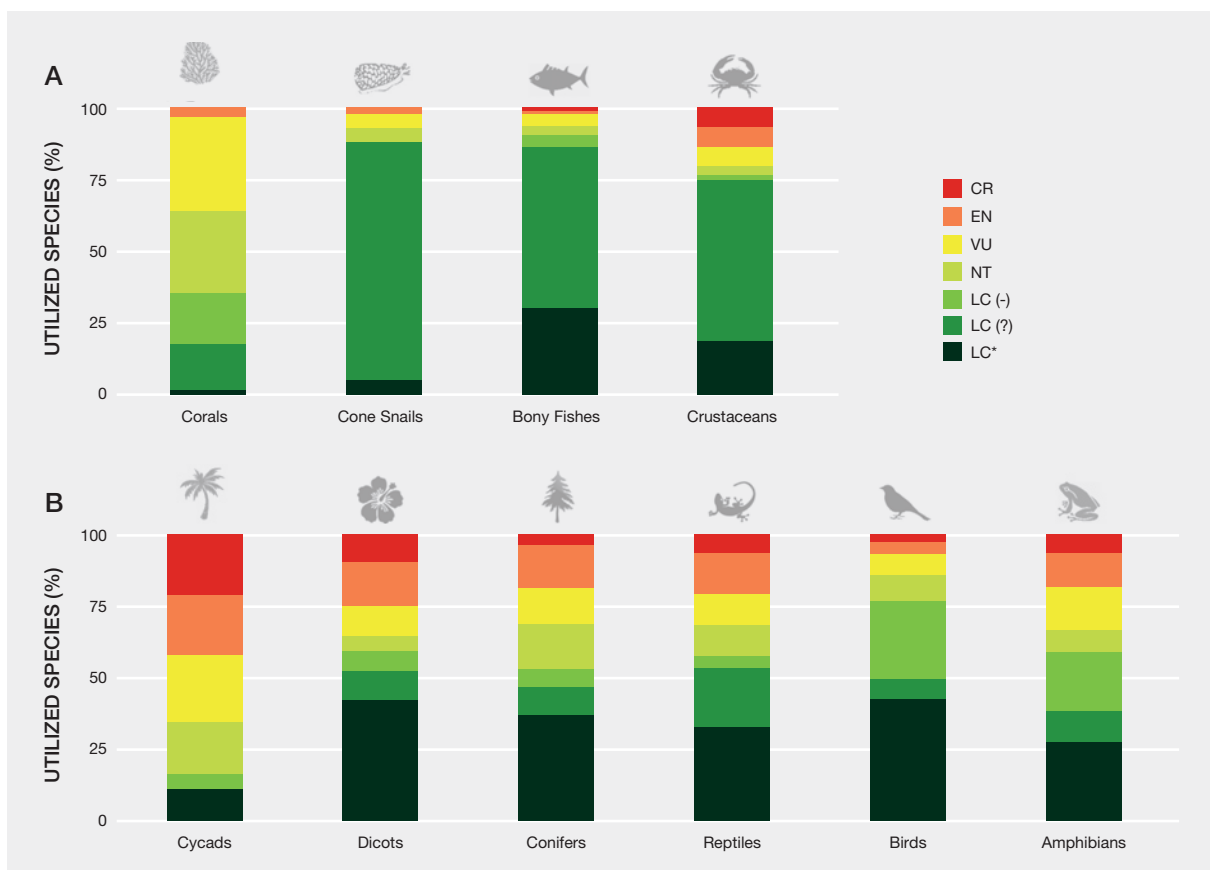 A
UTILIZED SPECIES (%)
100
75
50
25
0
Corals
Cone Snails
Bony Fishes
Crustaceans
CR
EN
VU
NT
LC (-)
LC (?)
LC*
B
UTILIZED SPECIES (%)
100
75
50
25
0
Cycads
Dicots
Conifers
Reptiles
Birds
Amphibians